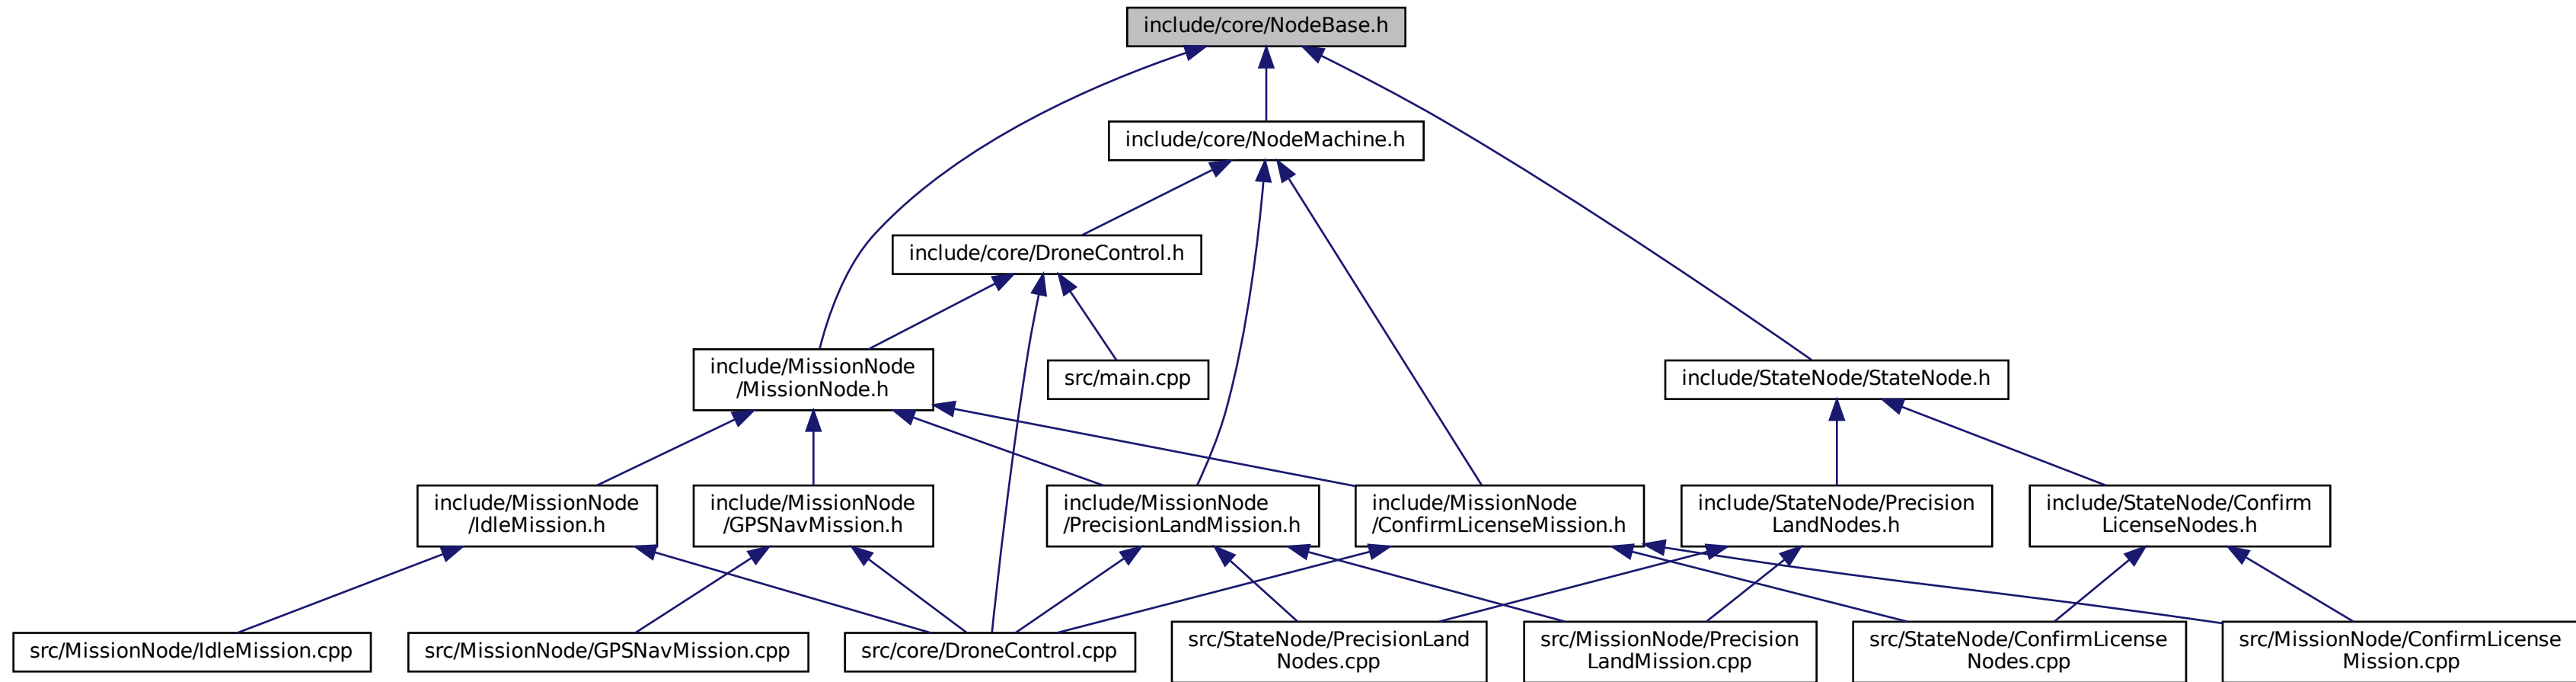 include/core/NodeBase.h
include/core/NodeMachine.h
include/core/DroneControl.h
include/MissionNode
/MissionNode.h
src/main.cpp
include/StateNode/StateNode.h
include/MissionNode
/IdleMission.h
include/MissionNode
/GPSNavMission.h
include/MissionNode
/PrecisionLandMission.h
include/MissionNode
/ConfirmLicenseMission.h
include/StateNode/Precision
LandNodes.h
include/StateNode/Confirm
LicenseNodes.h
src/MissionNode/IdleMission.cpp
src/MissionNode/GPSNavMission.cpp
src/core/DroneControl.cpp
src/StateNode/PrecisionLand
Nodes.cpp
src/MissionNode/Precision
LandMission.cpp
src/StateNode/ConfirmLicense
Nodes.cpp
src/MissionNode/ConfirmLicense
Mission.cpp